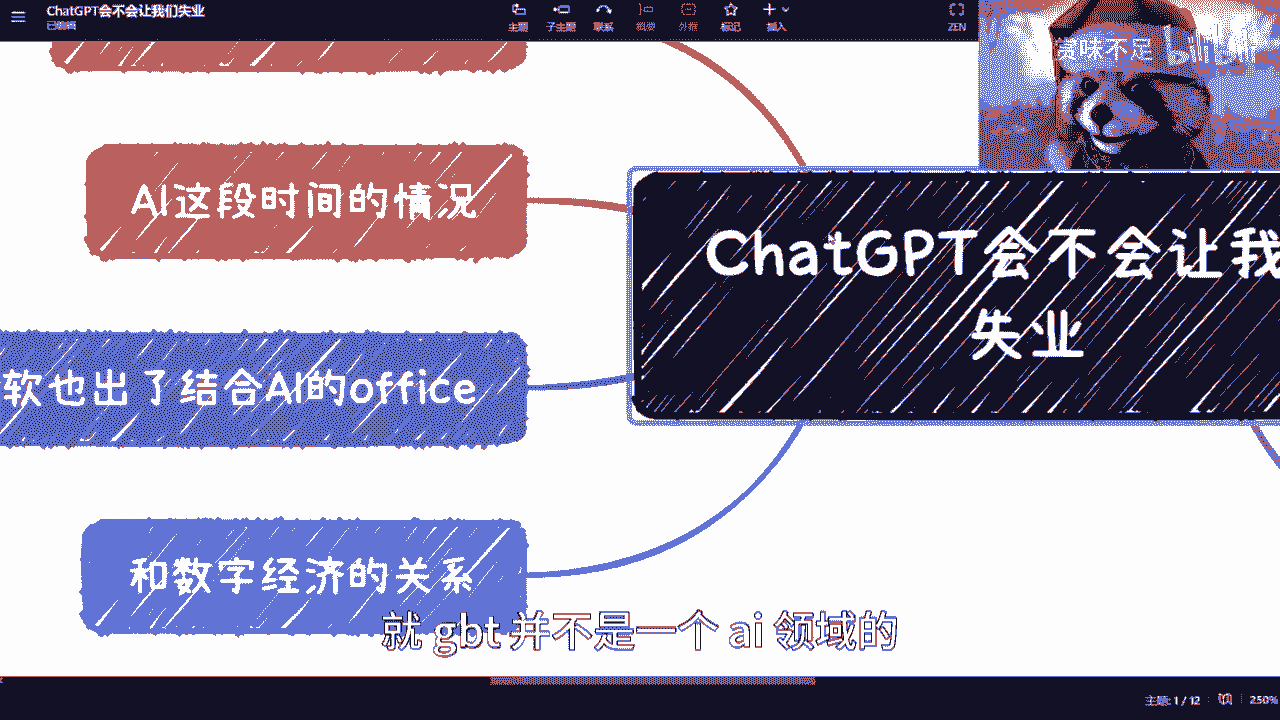 ChatGPT会不会让我们失业
已编辑
主题
子主题
联系
概要
外框
标记
插入
ZEN
赏味不足 bilibili
AI这段时间的情况
ChatGPT会不会让我
失业
软也出了结合AI的office
和数字经济的关系
就 gbt 并不是一个 ai 领域的
主题: 1 / 12
250%